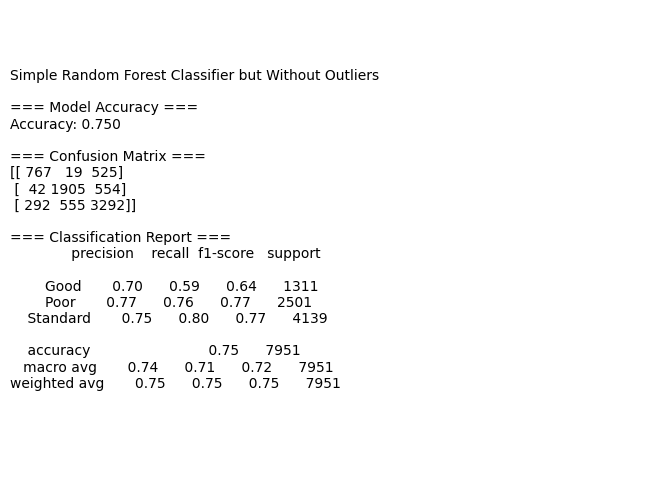 Simple Random Forest Classifier but Without Outliers
=== Model Accuracy ===
Accuracy: 0.750
=== Confusion Matrix ===
[[ 767   19  525]
 [  42 1905  554]
 [ 292  555 3292]]
=== Classification Report ===
              precision    recall  f1-score   support
        Good       0.70      0.59      0.64      1311
        Poor       0.77      0.76      0.77      2501
    Standard       0.75      0.80      0.77      4139
    accuracy                           0.75      7951
   macro avg       0.74      0.71      0.72      7951
weighted avg       0.75      0.75      0.75      7951